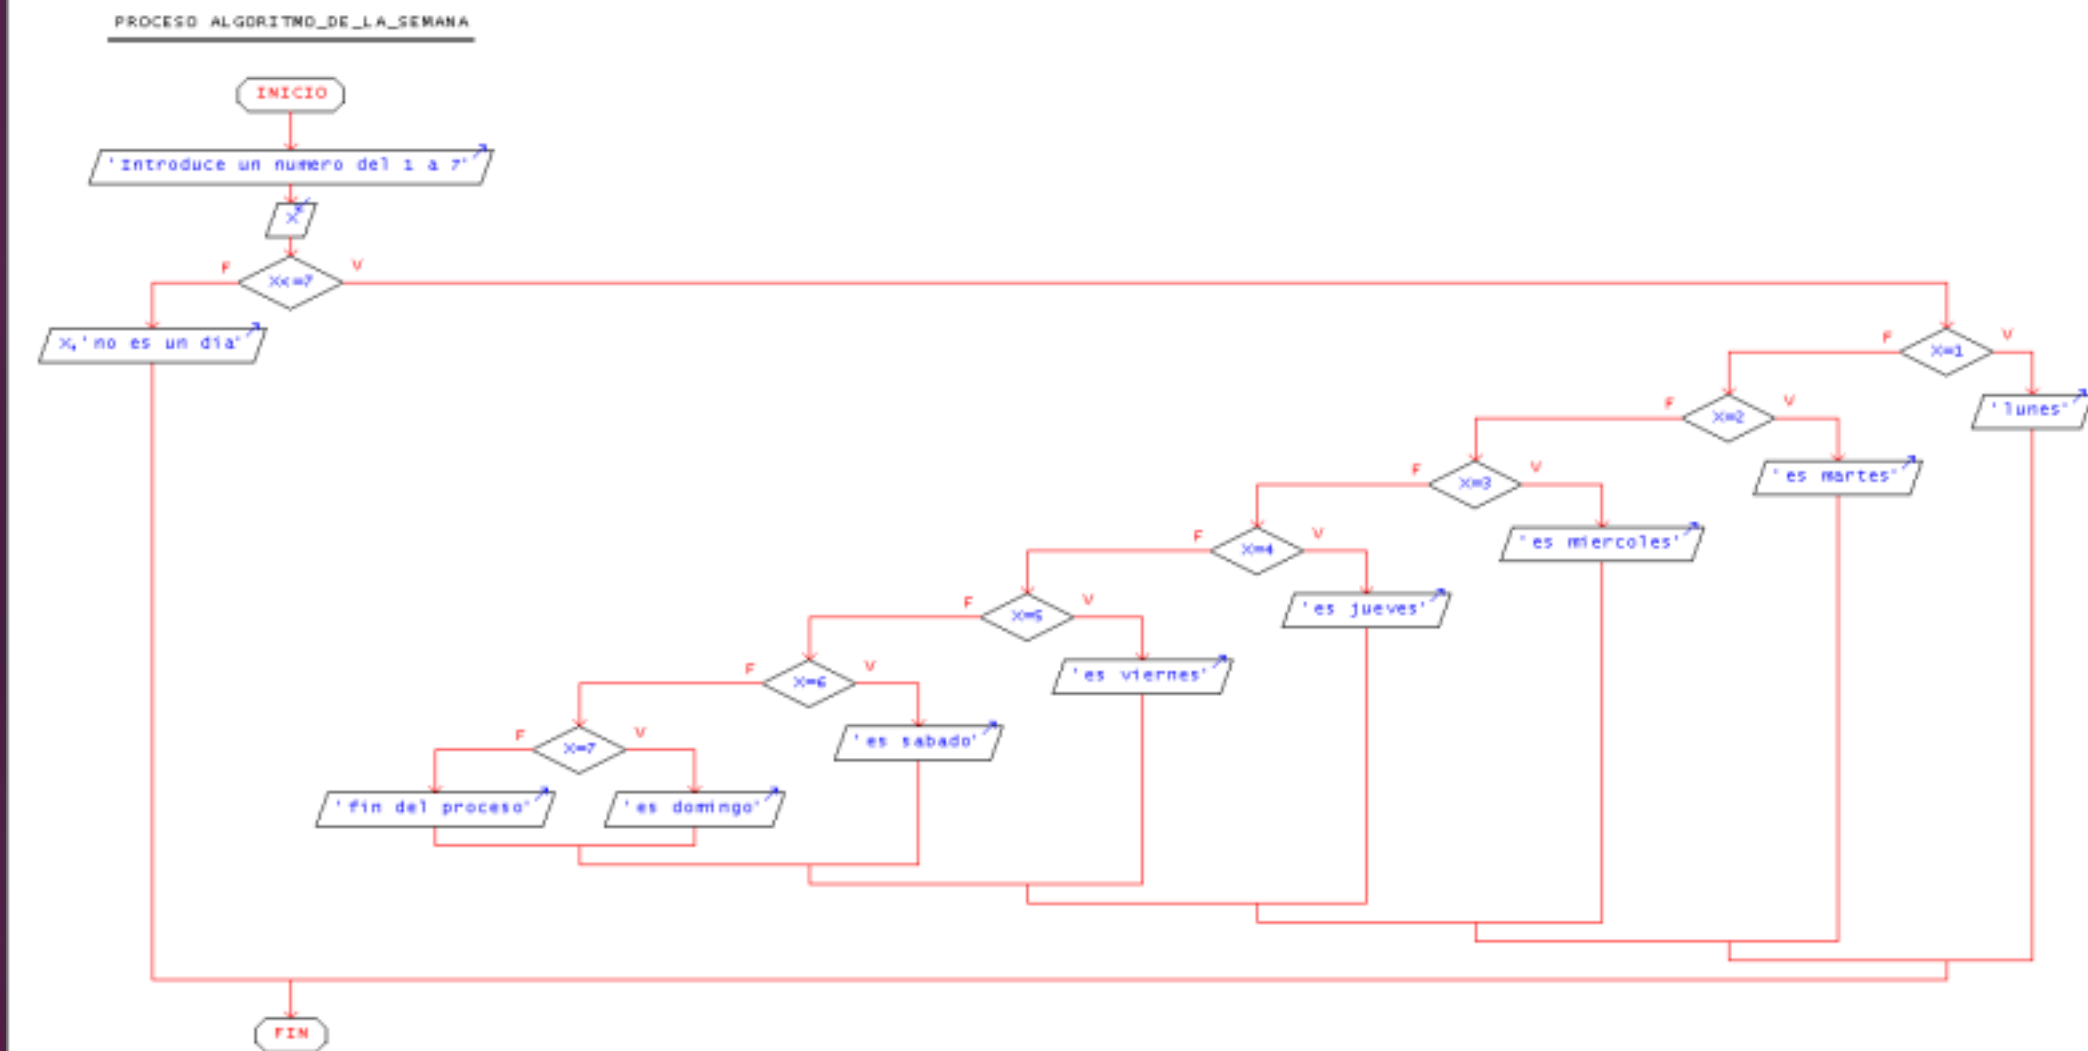 PROCESO ALGORITMO_DE_LA_SEMANA
INICIO
'Introduce un numero del 1 a 7'
X
F
X<=7
V
X,'no es un dia'
F
X=1
V
'lunes'
F
X=2
V
'es martes'
F
X=3
V
'es miercoles'
F
X=4
V
'es jueves'
F
X=5
V
'es viernes'
F
X=6
V
'es sabado'
F
X=7
V
'fin del proceso'
'es domingo'
FIN